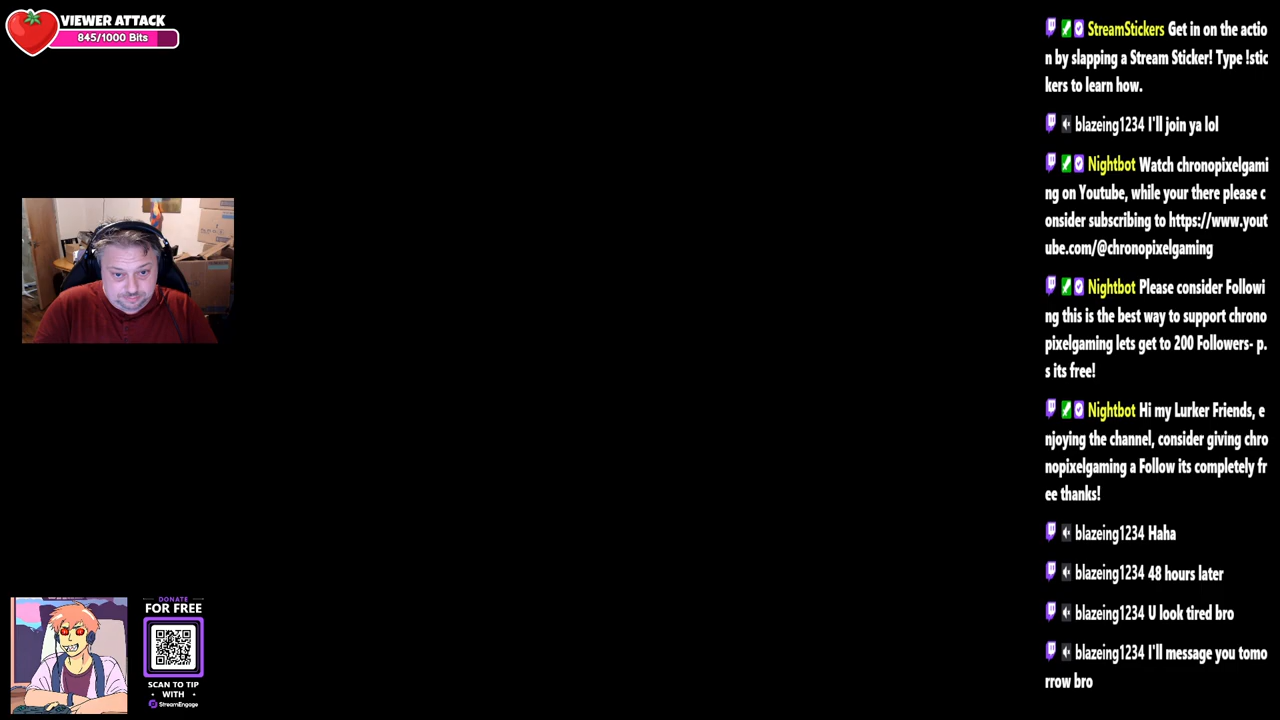 VIEWER ATTACK
845/1000 Bits
StreamStickers Get in on the actio
n by slapping a Stream Sticker! Type !stic
kers to learn how.
blazeing1234 I'll join ya lol
Nightbot Watch chronopixelgami
ng on Youtube, while your there please c
onsider subscribing to https://www.yout
ube.com/@chronopixelgaming
Nightbot Please consider Followi
ng this is the best way to support chrono
pixelgaming lets get to 200 Followers- p.
s its free!
Nightbot Hi my Lurker Friends, e
njoying the channel, consider giving chro
nopixelgaming a Follow its completely fr
ee thanks!
blazeing1234 Haha
blazeing1234 48 hours later
blazeing1234 U look tired bro
blazeing1234 I'll message you tomo
rrow bro
DONATE
FOR FREE
SCAN TO TIP
• WITH •
StreamEngage